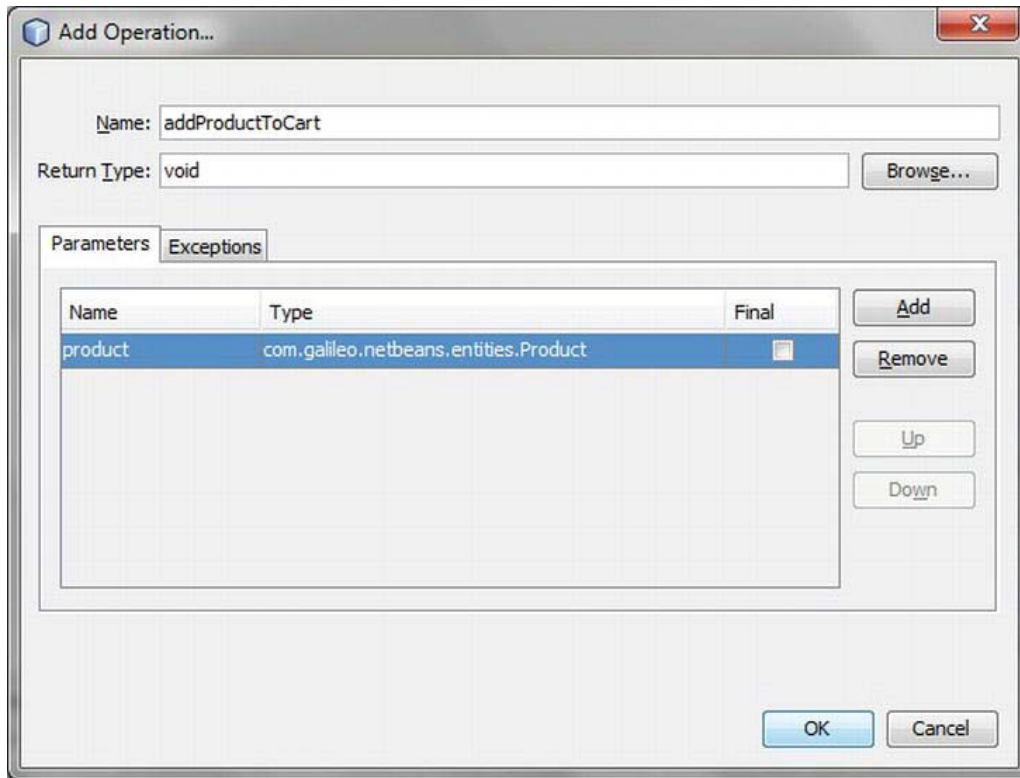 Add Operation...
Name: addProductToCart
Return Type: void Browse...
Parameters Exceptions
Name Type Final Add
product com.galileo.netbeans.entities.Product Remove
Up
Down
OK Cancel